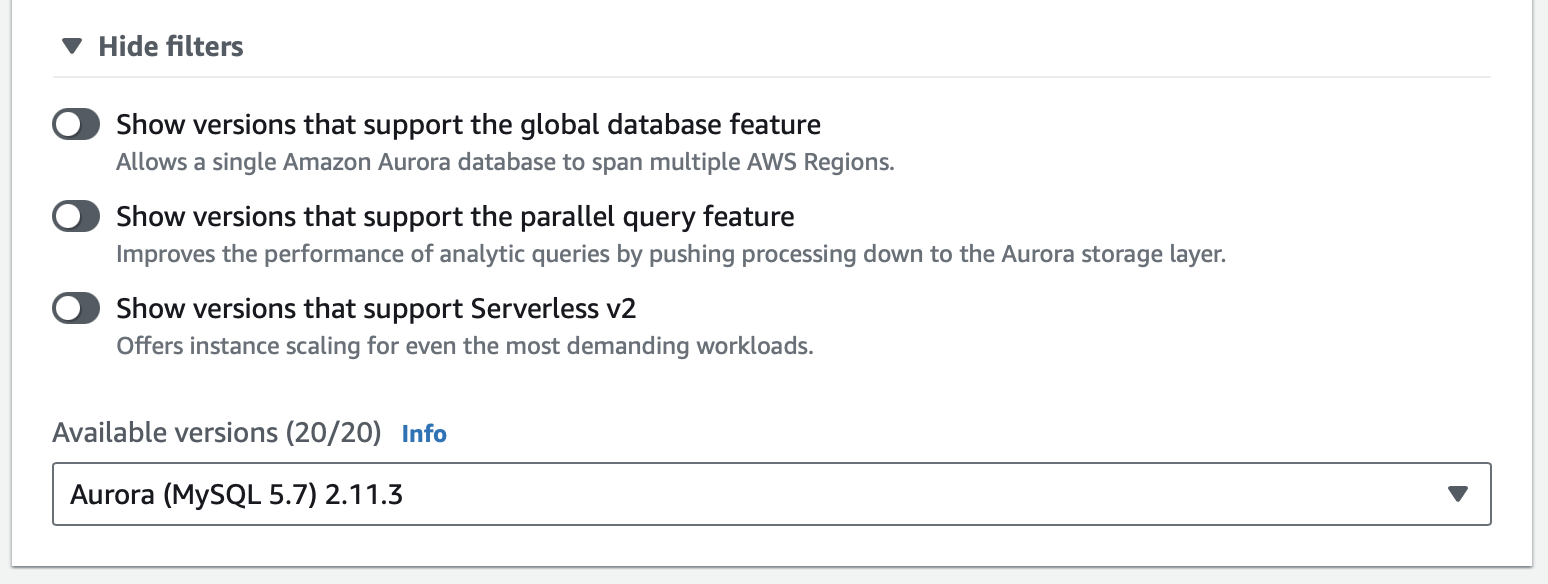 Hide filters
Show versions that support the global database feature
Allows a single Amazon Aurora database to span multiple AWS Regions.
Show versions that support the parallel query feature
Improves the performance of analytic queries by pushing processing down to the Aurora storage layer.
Show versions that support Serverless v2
Offers instance scaling for even the most demanding workloads.
Available versions (20/20) Info
Aurora (MySQL 5.7) 2.11.3